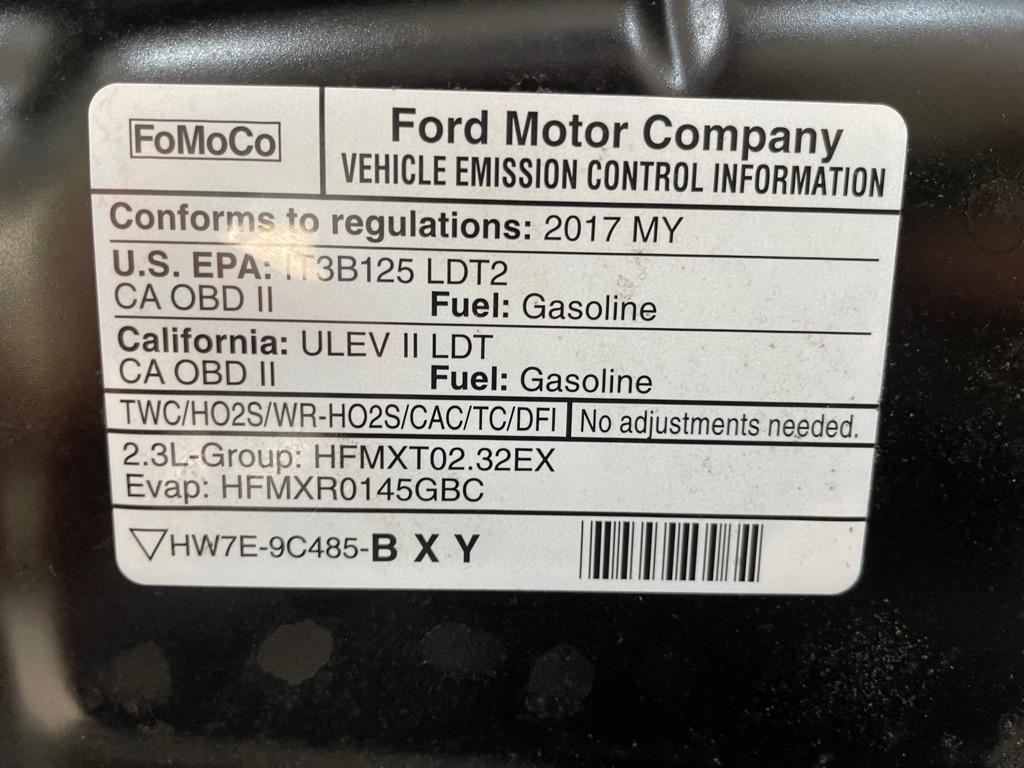 FoMoCo
Ford Motor Company
VEHICLE EMISSION CONTROL INFORMATION
Conforms to regulations: 2017 MY
U.S. EPA: LDT2
CA OBD II Fuel: Gasoline
California: ULEV II LDT
CA OBD II Fuel: Gasoline
TWC/HO2S/WR-HO2S/CAC/TC/DFI No adjustments needed.
2.3L-Group: HFMXT02.32EX
Evap: HFMXR0145GBC
HW7E-9C485-B X Y